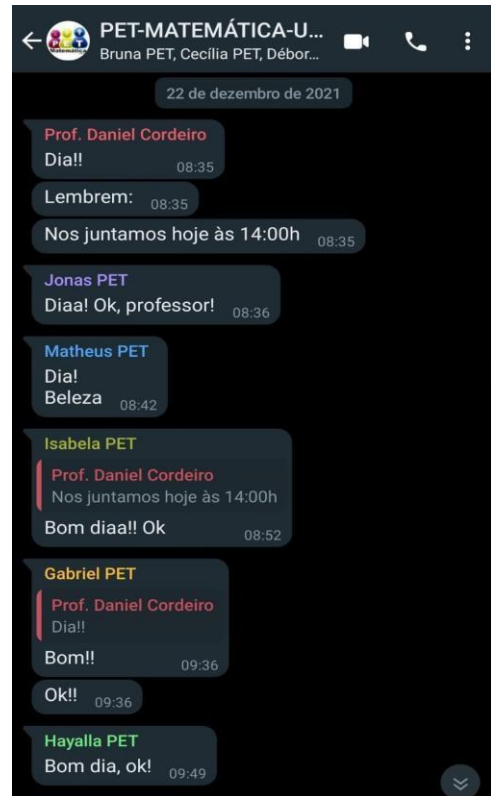 PET-MATEMÁTICA-U...
Bruna PET, Cecília PET, Débor...
22 de dezembro de 2021
Prof. Daniel Cordeiro
Dia!! 08:35
Lembrem: 08:35
Nos juntamos hoje às 14:00h 08:35
Jonas PET
Diaa! Ok, professor! 08:36
Matheus PET
Dia!
Beleza 08:42
Isabela PET
Prof. Daniel Cordeiro
Nos juntamos hoje às 14:00h
Bom diaa!! Ok 08:52
Gabriel PET
Prof. Daniel Cordeiro
Dia!!
Bom!! 09:36
Ok!! 09:36
Hayalla PET
Bom dia, ok! 09:49